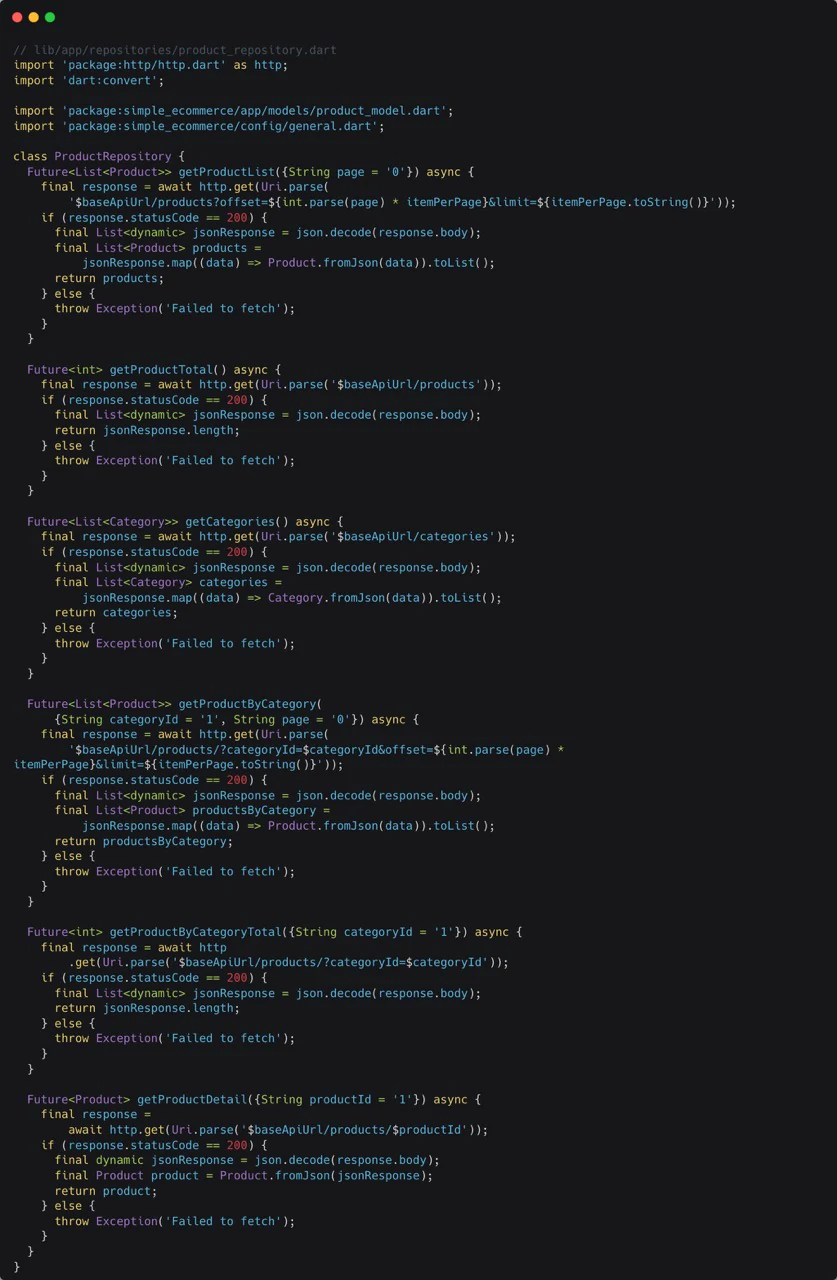 // lib/app/repositories/product_repository.dart
import 'package:http/http.dart' as http;
import 'dart:convert';

import 'package:simple_ecommerce/app/models/product_model.dart';
import 'package:simple_ecommerce/config/general.dart';

class ProductRepository {
  Future<List<Product>> getProductList({String page = '0'}) async {
    final response = await http.get(Uri.parse(
        '$baseApiUrl/products?offset=${int.parse(page) * itemPerPage}&limit=${itemPerPage.toString()}'));
    if (response.statusCode == 200) {
      final List<dynamic> jsonResponse = json.decode(response.body);
      final List<Product> products =
          jsonResponse.map((data) => Product.fromJson(data)).toList();
      return products;
    } else {
      throw Exception('Failed to fetch');
    }
  }

  Future<int> getProductTotal() async {
    final response = await http.get(Uri.parse('$baseApiUrl/products'));
    if (response.statusCode == 200) {
      final List<dynamic> jsonResponse = json.decode(response.body);
      return jsonResponse.length;
    } else {
      throw Exception('Failed to fetch');
    }
  }

  Future<List<Category>> getCategories() async {
    final response = await http.get(Uri.parse('$baseApiUrl/categories'));
    if (response.statusCode == 200) {
      final List<dynamic> jsonResponse = json.decode(response.body);
      final List<Category> categories =
          jsonResponse.map((data) => Category.fromJson(data)).toList();
      return categories;
    } else {
      throw Exception('Failed to fetch');
    }
  }

  Future<List<Product>> getProductByCategory(
      {String categoryId = '1', String page = '0'}) async {
    final response = await http.get(Uri.parse(
        '$baseApiUrl/products/?categoryId=$categoryId&offset=${int.parse(page) *
itemPerPage}&limit=${itemPerPage.toString()}'));
    if (response.statusCode == 200) {
      final List<dynamic> jsonResponse = json.decode(response.body);
      final List<Product> productsByCategory =
          jsonResponse.map((data) => Product.fromJson(data)).toList();
      return productsByCategory;
    } else {
      throw Exception('Failed to fetch');
    }
  }

  Future<int> getProductByCategoryTotal({String categoryId = '1'}) async {
    final response = await http
        .get(Uri.parse('$baseApiUrl/products/?categoryId=$categoryId'));
    if (response.statusCode == 200) {
      final List<dynamic> jsonResponse = json.decode(response.body);
      return jsonResponse.length;
    } else {
      throw Exception('Failed to fetch');
    }
  }

  Future<Product> getProductDetail({String productId = '1'}) async {
    final response =
        await http.get(Uri.parse('$baseApiUrl/products/$productId'));
    if (response.statusCode == 200) {
      final dynamic jsonResponse = json.decode(response.body);
      final Product product = Product.fromJson(jsonResponse);
      return product;
    } else {
      throw Exception('Failed to fetch');
    }
  }
}